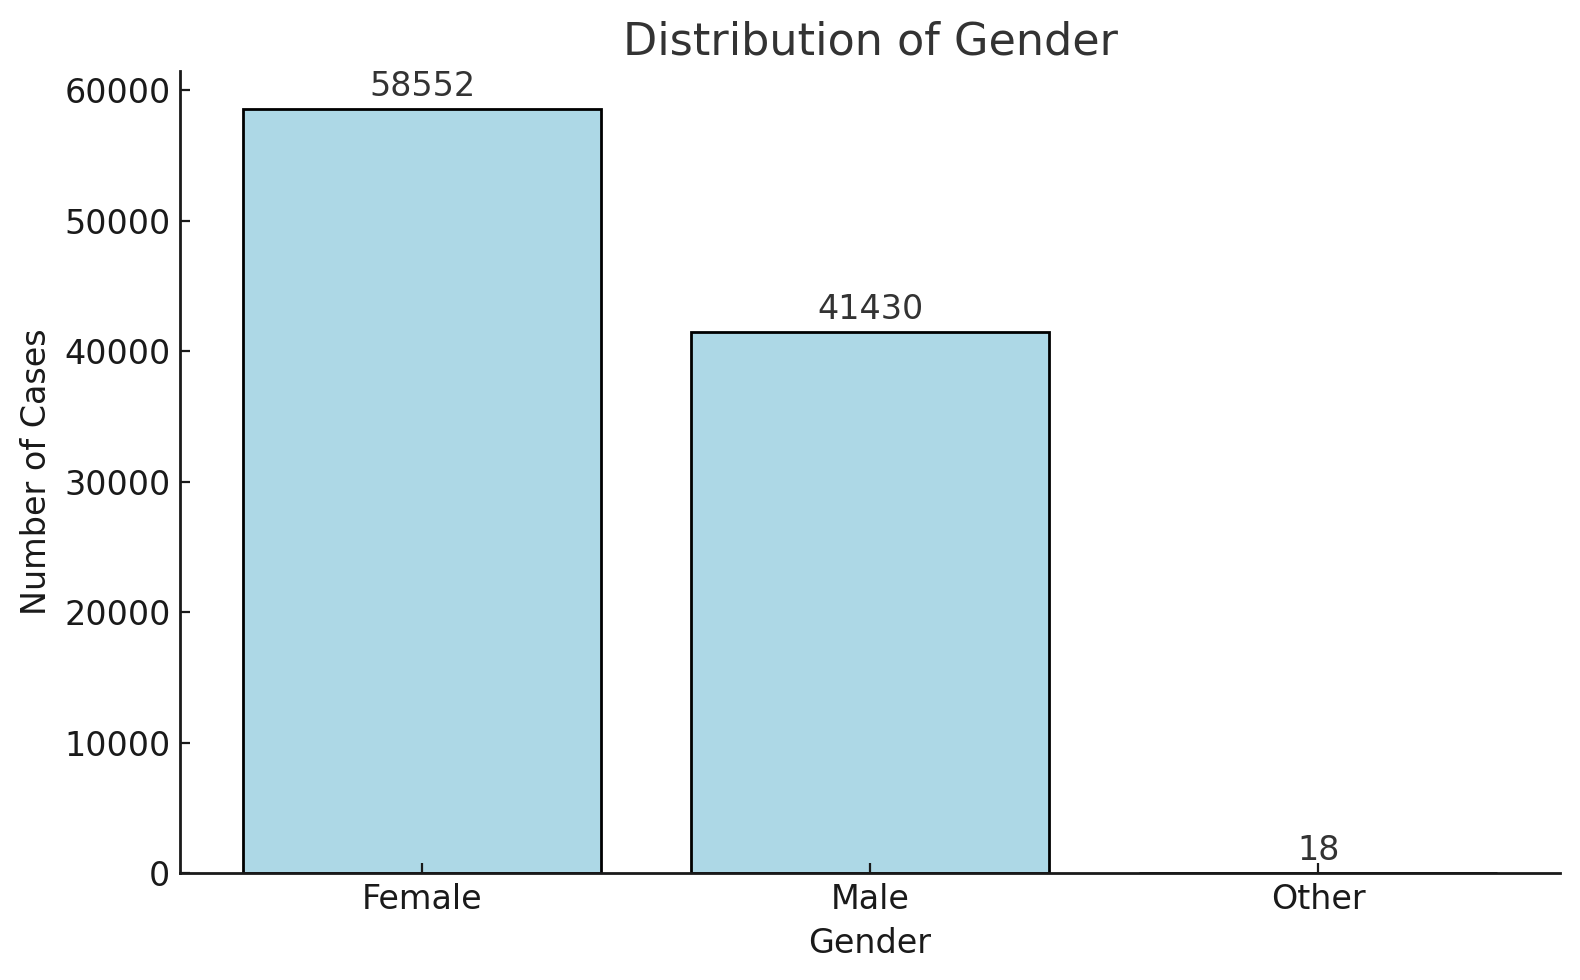 Distribution of Gender
58552
41430
18
60000
50000
40000
30000
20000
10000
0
Number of Cases
Female
Male
Other
Gender